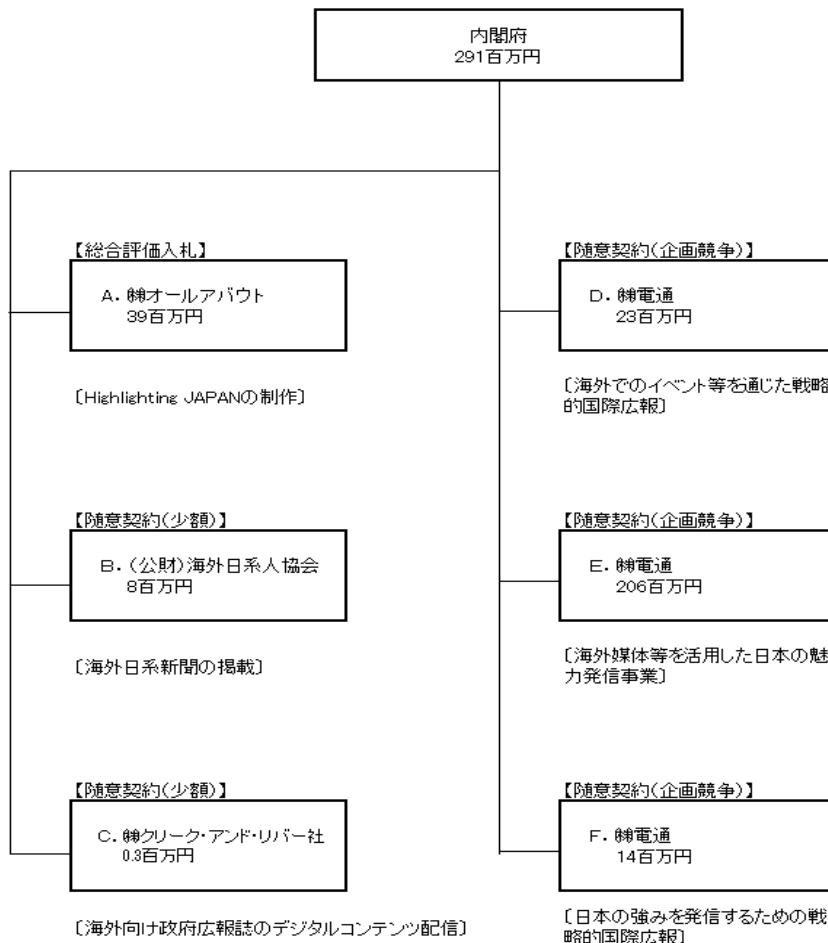 内閣府
291百万円
【総合評価入札】
A. ㈱オールアバウト
39百万円
〔Highlighting JAPANの制作〕
【随意契約(少額)】
B. (公財)海外日系人協会
8百万円
〔海外日系新聞の掲載〕
【随意契約(少額)】
C. ㈱クリーク・アンド・リバー社
0.3百万円
〔海外向け政府広報誌のデジタルコンテンツ配信〕
【随意契約(企画競争)】
D. ㈱電通
23百万円
〔海外でのイベント等を通じた戦略
的国際広報〕
【随意契約(企画競争)】
E. ㈱電通
206百万円
〔海外媒体等を活用した日本の魅
力発信事業〕
【随意契約(企画競争)】
F. ㈱電通
14百万円
〔日本の強みを発信するための戦
略的国際広報〕